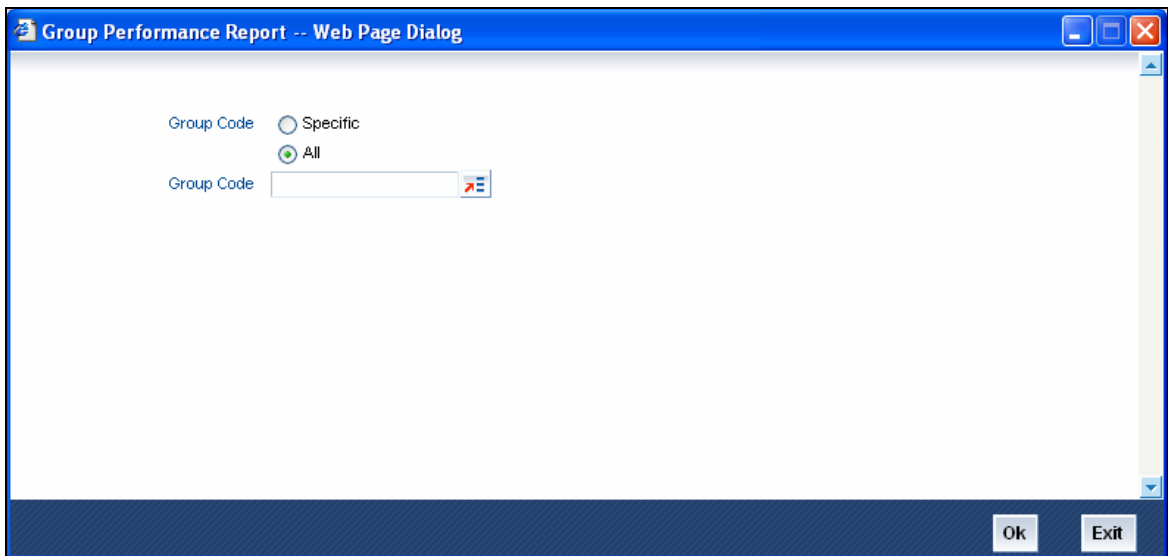 Group Performance Report -- Web Page Dialog
Group Code Specific
All
Group Code
Ok Exit